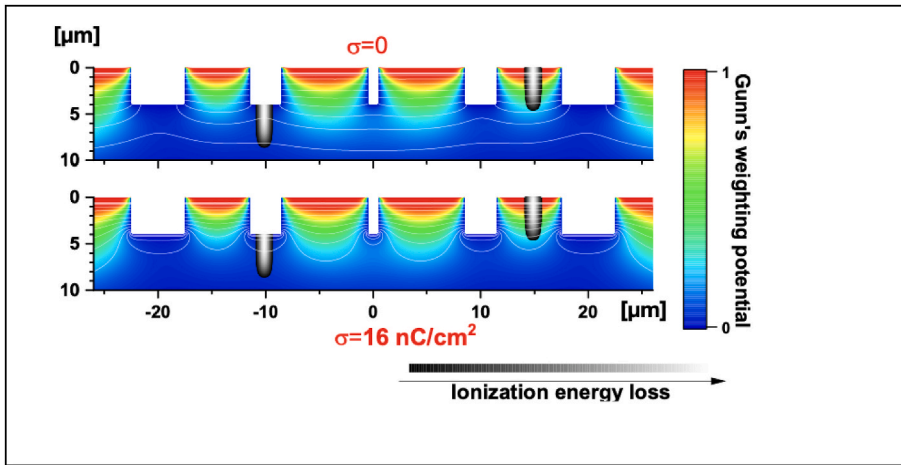 [μm]
σ=0
0
5
10
0
5
10
-20
-10
0
10
20
[μm]
σ=16 nC/cm²
1
Gunn's weighting potential
0
Ionization energy loss